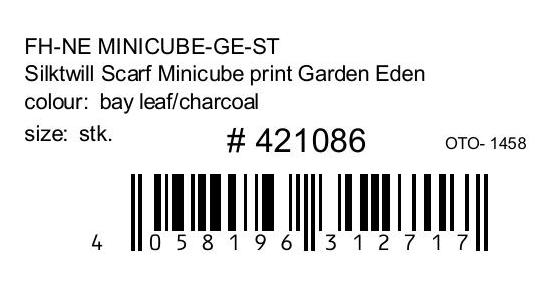 FH-NE MINICUBE-GE-ST
Silktwill Scarf Minicube print Garden Eden
colour: bay leaf/charcoal
size: stk.
# 421086
OTO- 1458
4 058196 312717